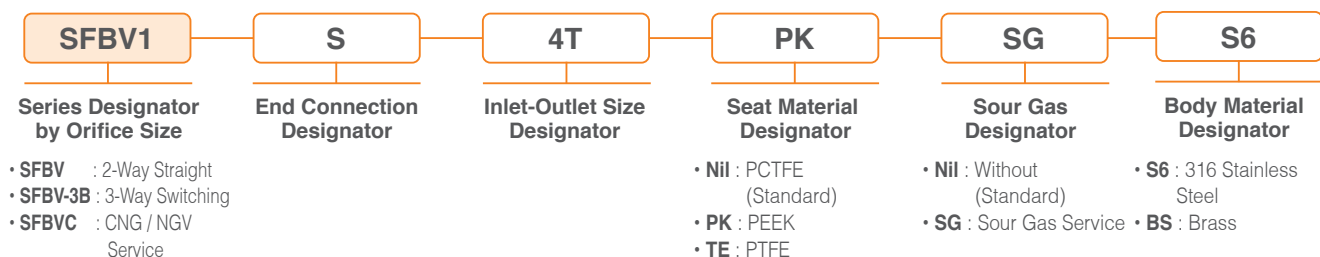 SFBV1
S
4T
PK
SG
S6
Series Designator
by Orifice Size
• SFBV : 2-Way Straight
• SFBV-3B : 3-Way Switching
• SFBVC : CNG / NGV
Service
End Connection
Designator
Inlet-Outlet Size
Designator
Seat Material
Designator
• Nil : PCTFE
(Standard)
• PK : PEEK
• TE : PTFE
Sour Gas
Designator
• Nil : Without
(Standard)
• SG : Sour Gas Service
Body Material
Designator
• S6 : 316 Stainless
Steel
• BS : Brass